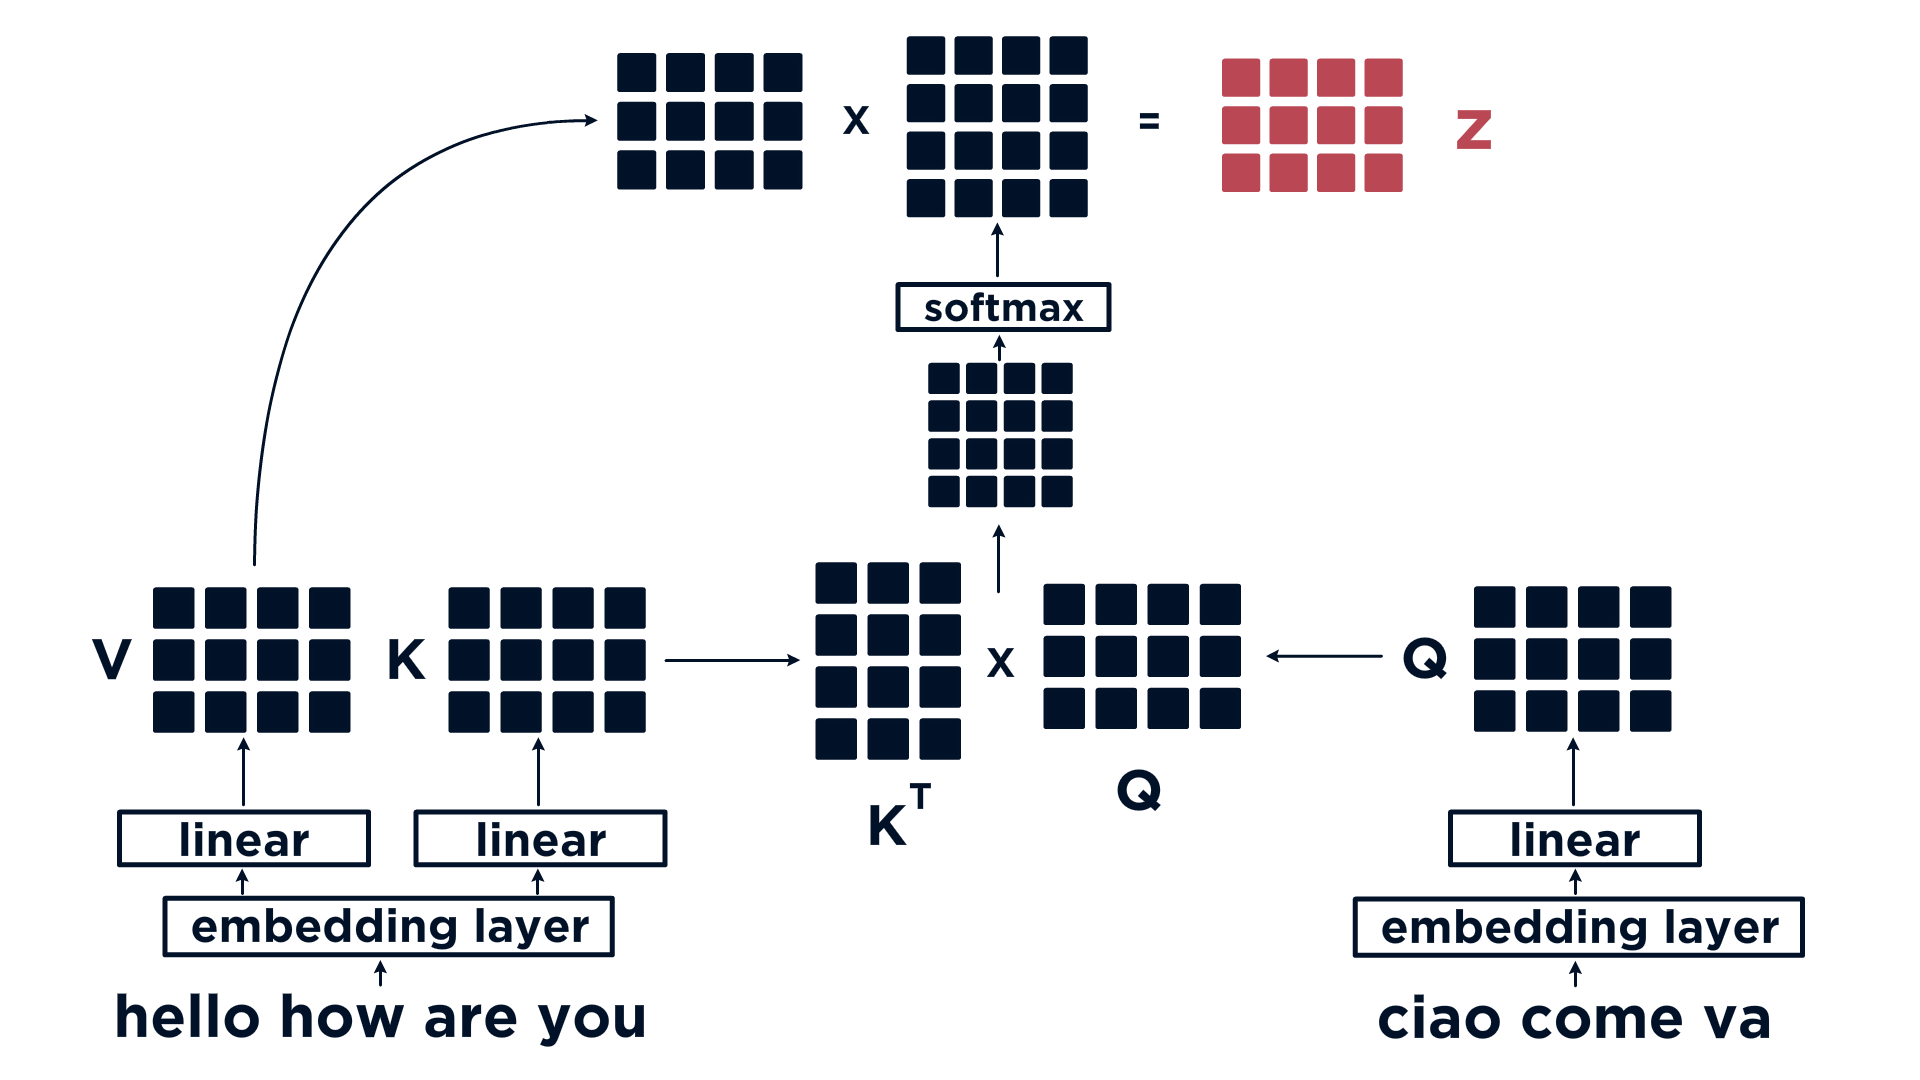 x
=
z
softmax
V
K
x
Q
K^T
Q
linear
linear
linear
embedding layer
embedding layer
hello how are you
ciao come va